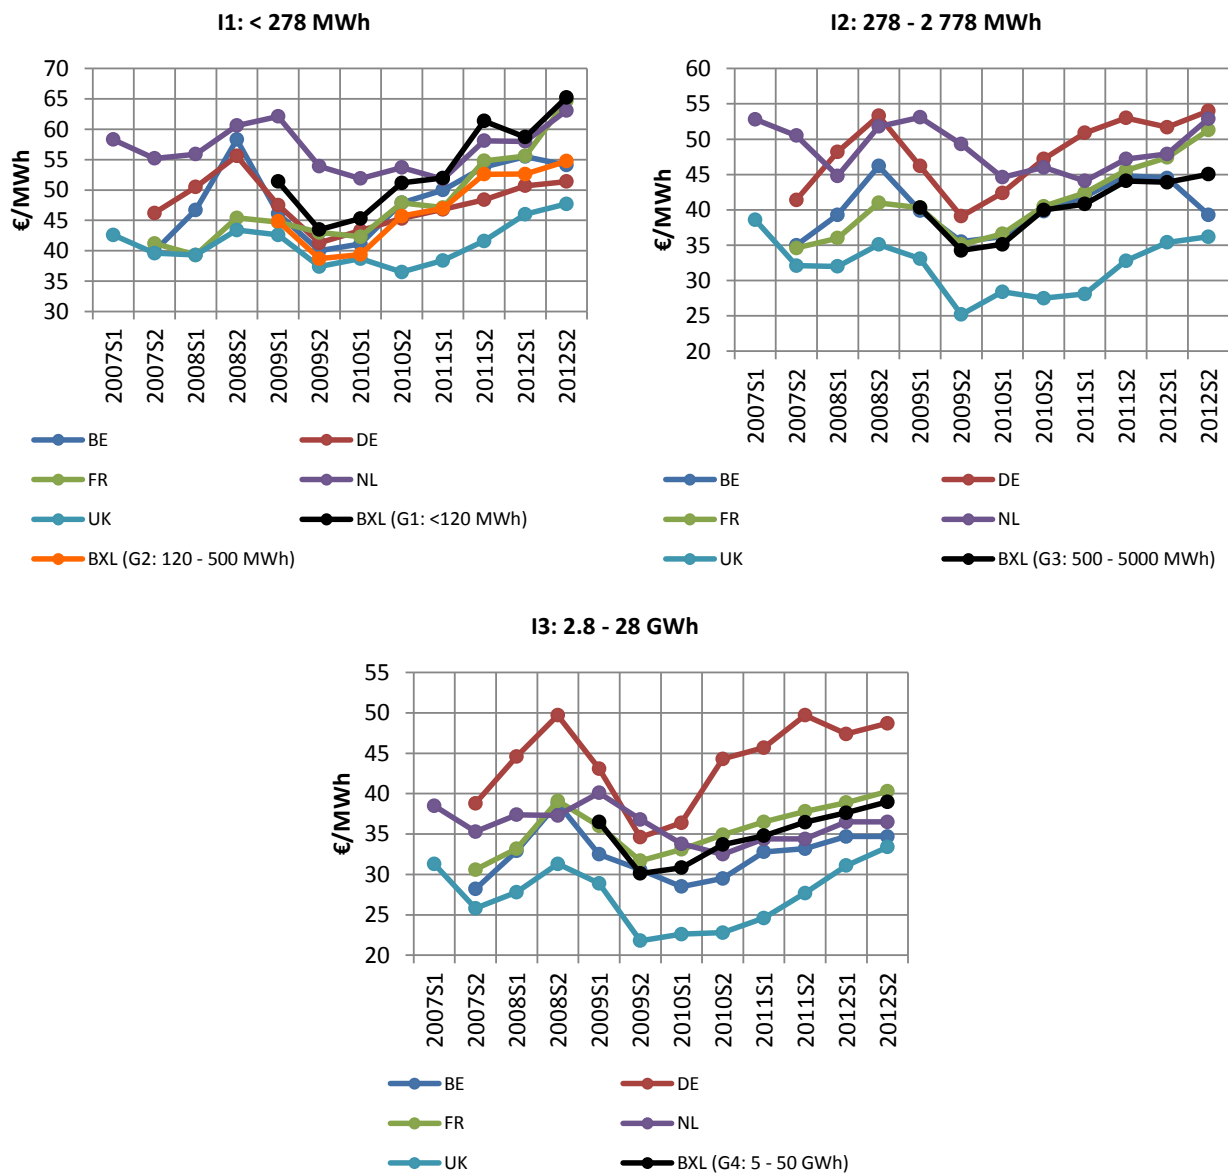 I1: < 278 MWh
€/MWh
70
65
60
55
50
45
40
35
30
2007S1
2007S2
2008S1
2008S2
2009S1
2009S2
2010S1
2010S2
2011S1
2011S2
2012S1
2012S2
BE
DE
FR
NL
UK
BXL (G1: <120 MWh)
BXL (G2: 120 - 500 MWh)
I2: 278 - 2 778 MWh
€/MWh
60
55
50
45
40
35
30
25
20
2007S1
2007S2
2008S1
2008S2
2009S1
2009S2
2010S1
2010S2
2011S1
2011S2
2012S1
2012S2
BE
DE
FR
NL
UK
BXL (G3: 500 - 5000 MWh)
I3: 2.8 - 28 GWh
€/MWh
55
50
45
40
35
30
25
20
2007S1
2007S2
2008S1
2008S2
2009S1
2009S2
2010S1
2010S2
2011S1
2011S2
2012S1
2012S2
BE
DE
FR
NL
UK
BXL (G4: 5 - 50 GWh)